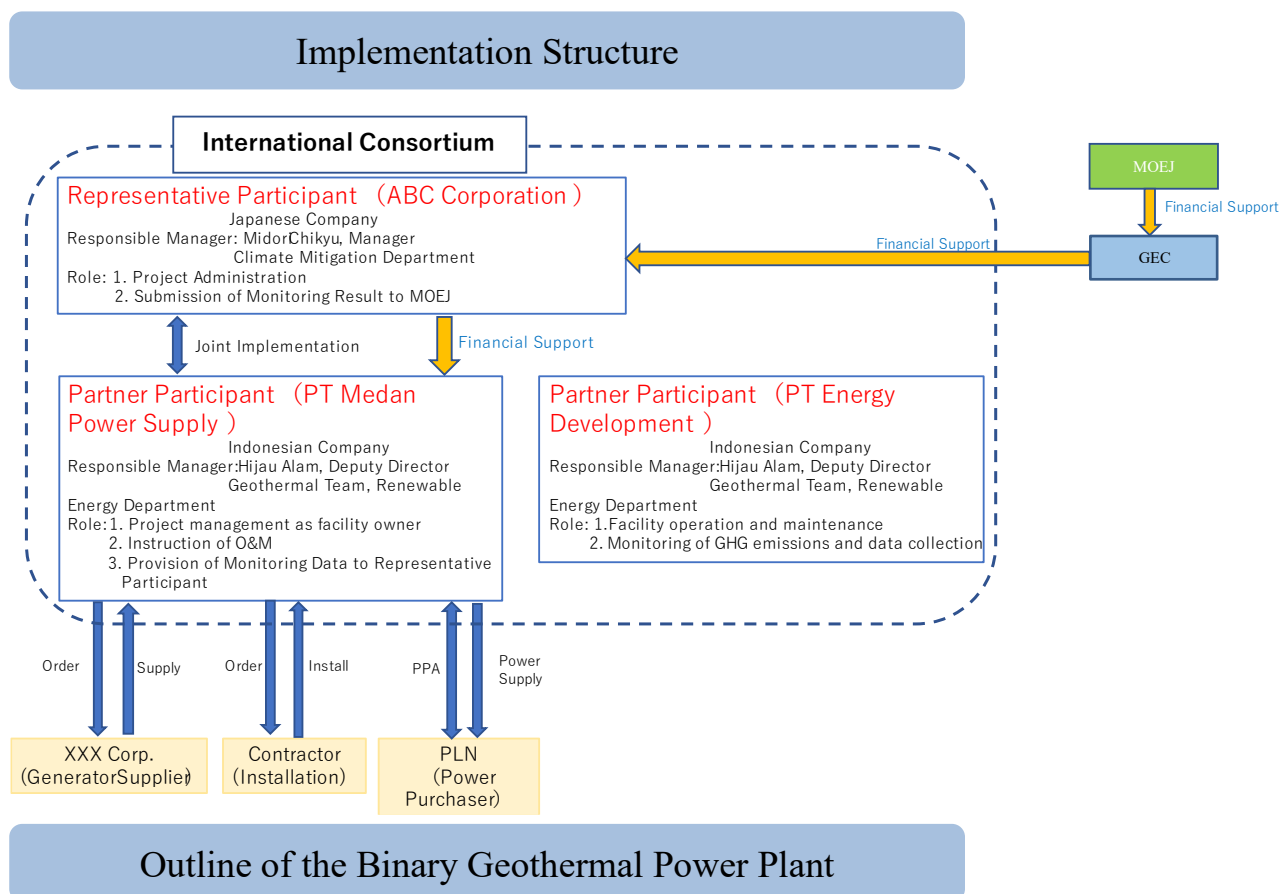 Implementation Structure
International Consortium
Representative Participant （ABC Corporation ）
Japanese Company
Responsible Manager: Midori Chikyu, Manager
Climate Mitigation Department
Role: 1. Project Administration
2. Submission of Monitoring Result to MOEJ
MOEJ
Financial Support
Financial Support
GEC
Joint Implementation
Financial Support
Partner Participant （PT Medan
Power Supply ）
Indonesian Company
Responsible Manager:Hijau Alam, Deputy Director
Geothermal Team, Renewable
Energy Department
Role: 1. Project management as facility owner
2. Instruction of O&M
3. Provision of Monitoring Data to Representative
Participant
Partner Participant （PT Energy
Development ）
Indonesian Company
Responsible Manager:Hijau Alam, Deputy Director
Geothermal Team, Renewable
Energy Department
Role: 1.Facility operation and maintenance
2. Monitoring of GHG emissions and data collection
Order
Supply
Order
Install
PPA
Power
Supply
XXX Corp.
(GeneratorSupplier)
Contractor
(Installation)
PLN
(Power
Purchaser)
Outline of the Binary Geothermal Power Plant